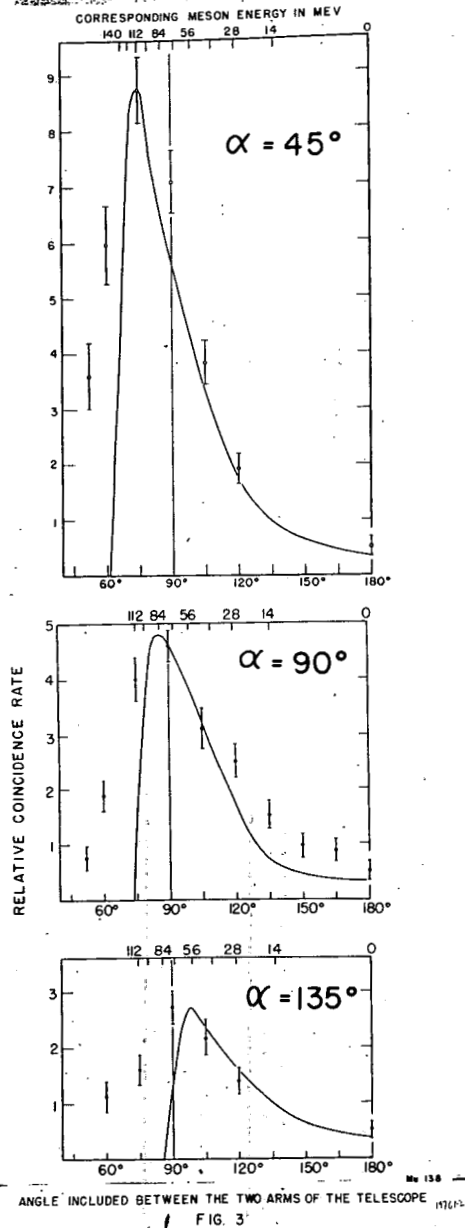 CORRESPONDING MESON ENERGY IN MEV
140 112 84 56 28 14 0
α = 45°
9
8
7
6
5
4
3
2
1
60° 90° 120° 150° 180°
112 84 56 28 14 0
α = 90°
5
4
3
2
1
60° 90° 120° 150° 180°
112 84 56 28 14 0
α = 135°
3
2
1
60° 90° 120° 150° 180°
RELATIVE COINCIDENCE RATE
Mu 138
ANGLE INCLUDED BETWEEN THE TWO ARMS OF THE TELESCOPE
FIG. 3